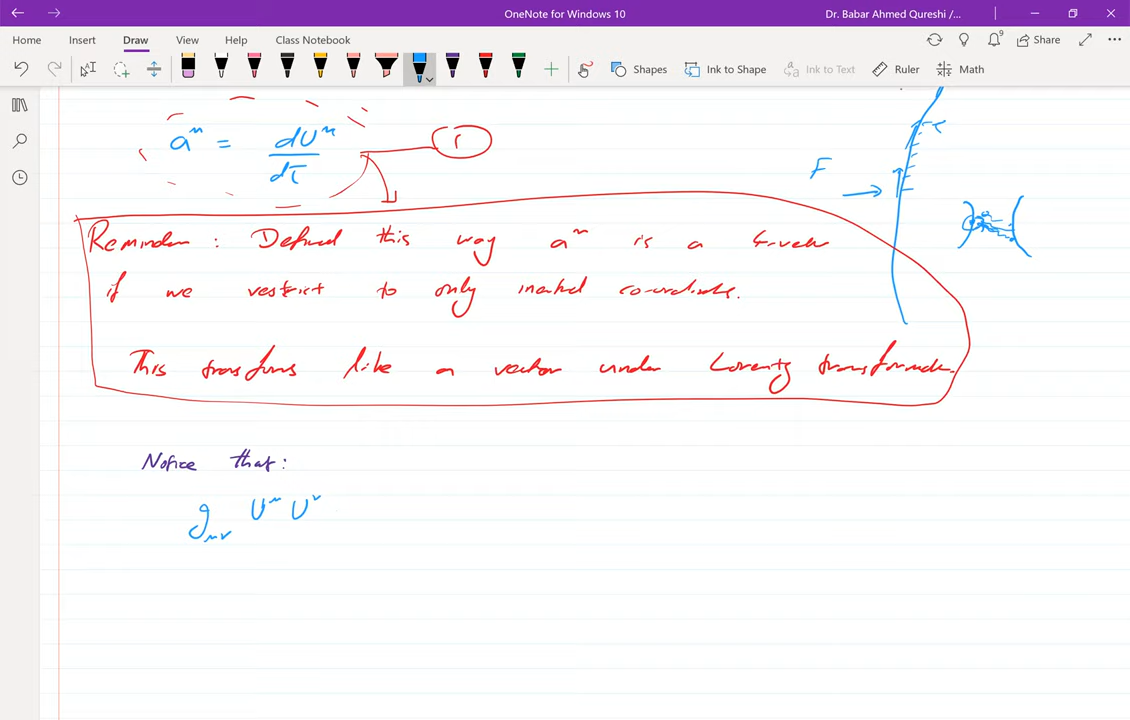 OneNote for Windows 10
Dr. Babar Ahmed Qureshi /...
Home Insert Draw View Help Class Notebook
Share
Shapes Ink to Shape Ink to Text Ruler Math
a^μ = dU^μ / dτ
Γ
τ
F
Reminder : Defined this way a^μ is a 4-vector
if we restrict to only inertial co-ordinates.
This transforms like a vector under Lorentz transformations.
Notice that:
g_μν U^μ U^ν